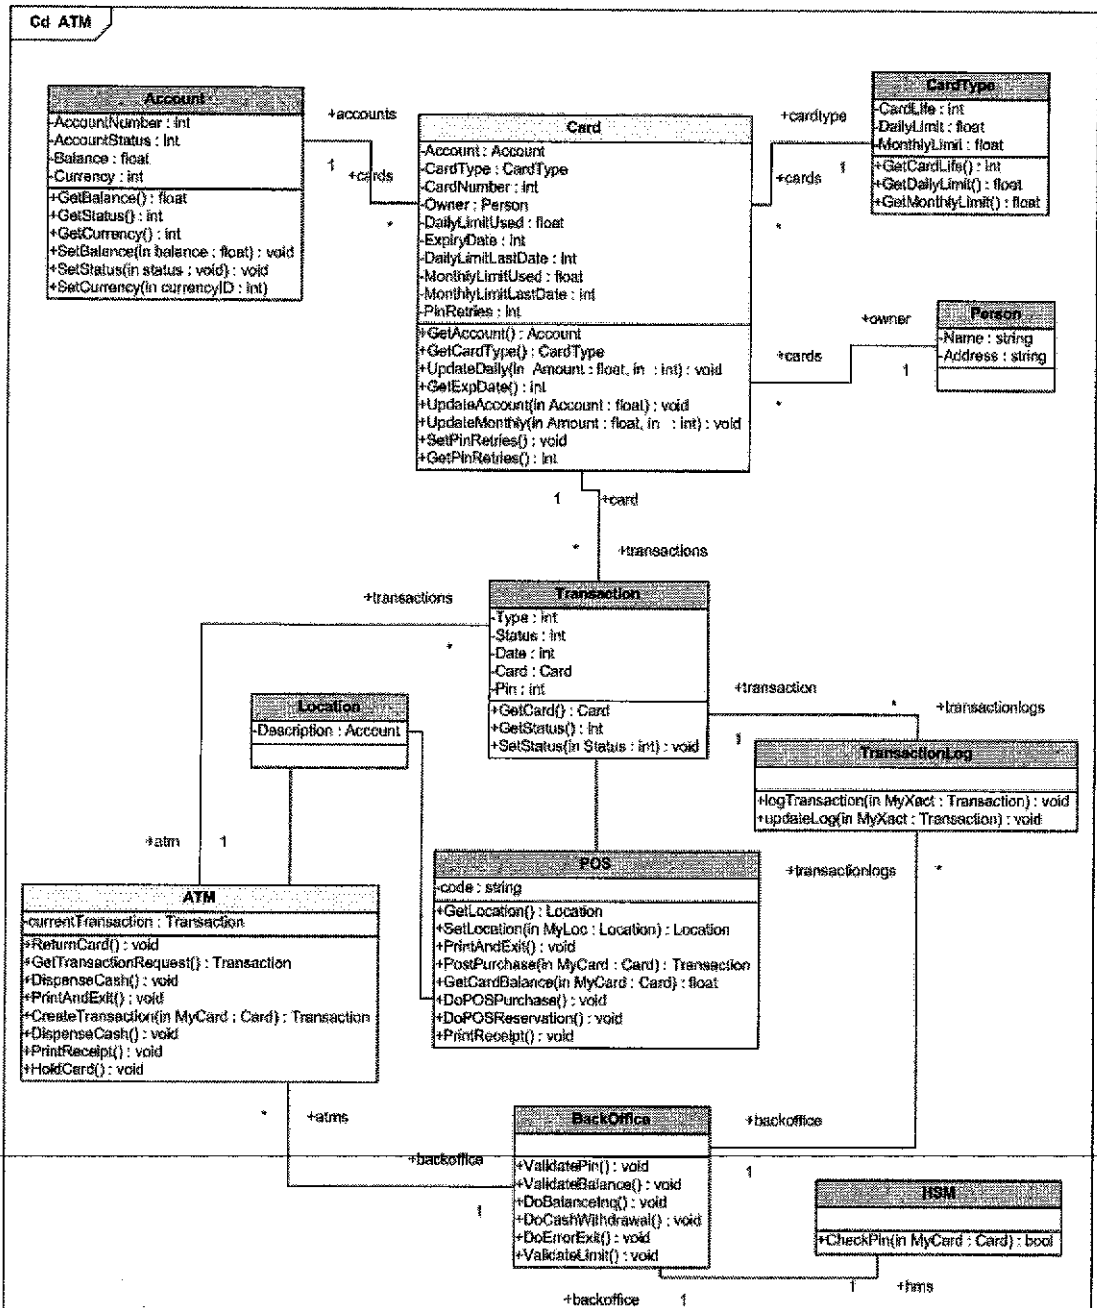 Cd ATM
Account
-AccountNumber : int
-AccountStatus : int
-Balance : float
-Currency : int
+GetBalance() : float
+GetStatus() : int
+GetCurrency() : int
+SetBalance(in balance : float) : void
+SetStatus(in status : void) : void
+SetCurrency(in currencyID : int)
+accounts
1
+cards
*
Card
-Account : Account
-CardType : CardType
-CardNumber : int
-Owner : Person
-DailyLimitUsed : float
-ExpiryDate : int
-DailyLimitLastDate : int
-MonthlyLimitUsed : float
-MonthlyLimitLastDate : int
-PinRetries : int
+GetAccount() : Account
+GetCardType() : CardType
+UpdateDaily(in Amount : float, in : int) : void
+GetExpDate() : int
+UpdateAccount(in Account : float) : void
+UpdateMonthly(in Amount : float, in : int) : void
+SetPinRetries() : void
+GetPinRetries() : int
+cardtype
1
+cards
*
CardType
-CardLife : int
-DailyLimit : float
-MonthlyLimit : float
+GetCardLife() : int
+GetDailyLimit() : float
+GetMonthlyLimit() : float
+owner
1
+cards
*
Person
-Name : string
-Address : string
1
+card
*
+transactions
Transaction
-Type : int
-Status : int
-Date : int
-Card : Card
-Pin : int
+GetCard() : Card
+GetStatus() : int
+SetStatus(in Status : int) : void
+transactions
*
+transaction
1
*
+transactionlogs
Location
-Description : Account
TransactionLog
+logTransaction(in MyXact : Transaction) : void
+updateLog(in MyXact : Transaction) : void
+atm
1
+transactionlogs
*
ATM
-currentTransaction : Transaction
+ReturnCard() : void
+GetTransactionRequest() : Transaction
+DispenseCash() : void
+PrintAndExit() : void
+CreateTransaction(in MyCard : Card) : Transaction
+DispenseCash() : void
+PrintReceipt() : void
+HoldCard() : void
POS
-code : string
+GetLocation() : Location
+SetLocation(in MyLoc : Location) : Location
+PrintAndExit() : void
+PostPurchase(in MyCard : Card) : Transaction
+GetCardBalance(in MyCard : Card) : float
+DoPOSPurchase() : void
+DoPOSReservation() : void
+PrintReceipt() : void
*
+atms
+backoffice
1
BackOffice
+ValidatePin() : void
+ValidateBalance() : void
+DoBalanceInq() : void
+DoCashWithdrawal() : void
+DoErrorExit() : void
+ValidateLimit() : void
+backoffice
1
HSM
+CheckPin(in MyCard : Card) : bool
1
+hms
+backoffice
1